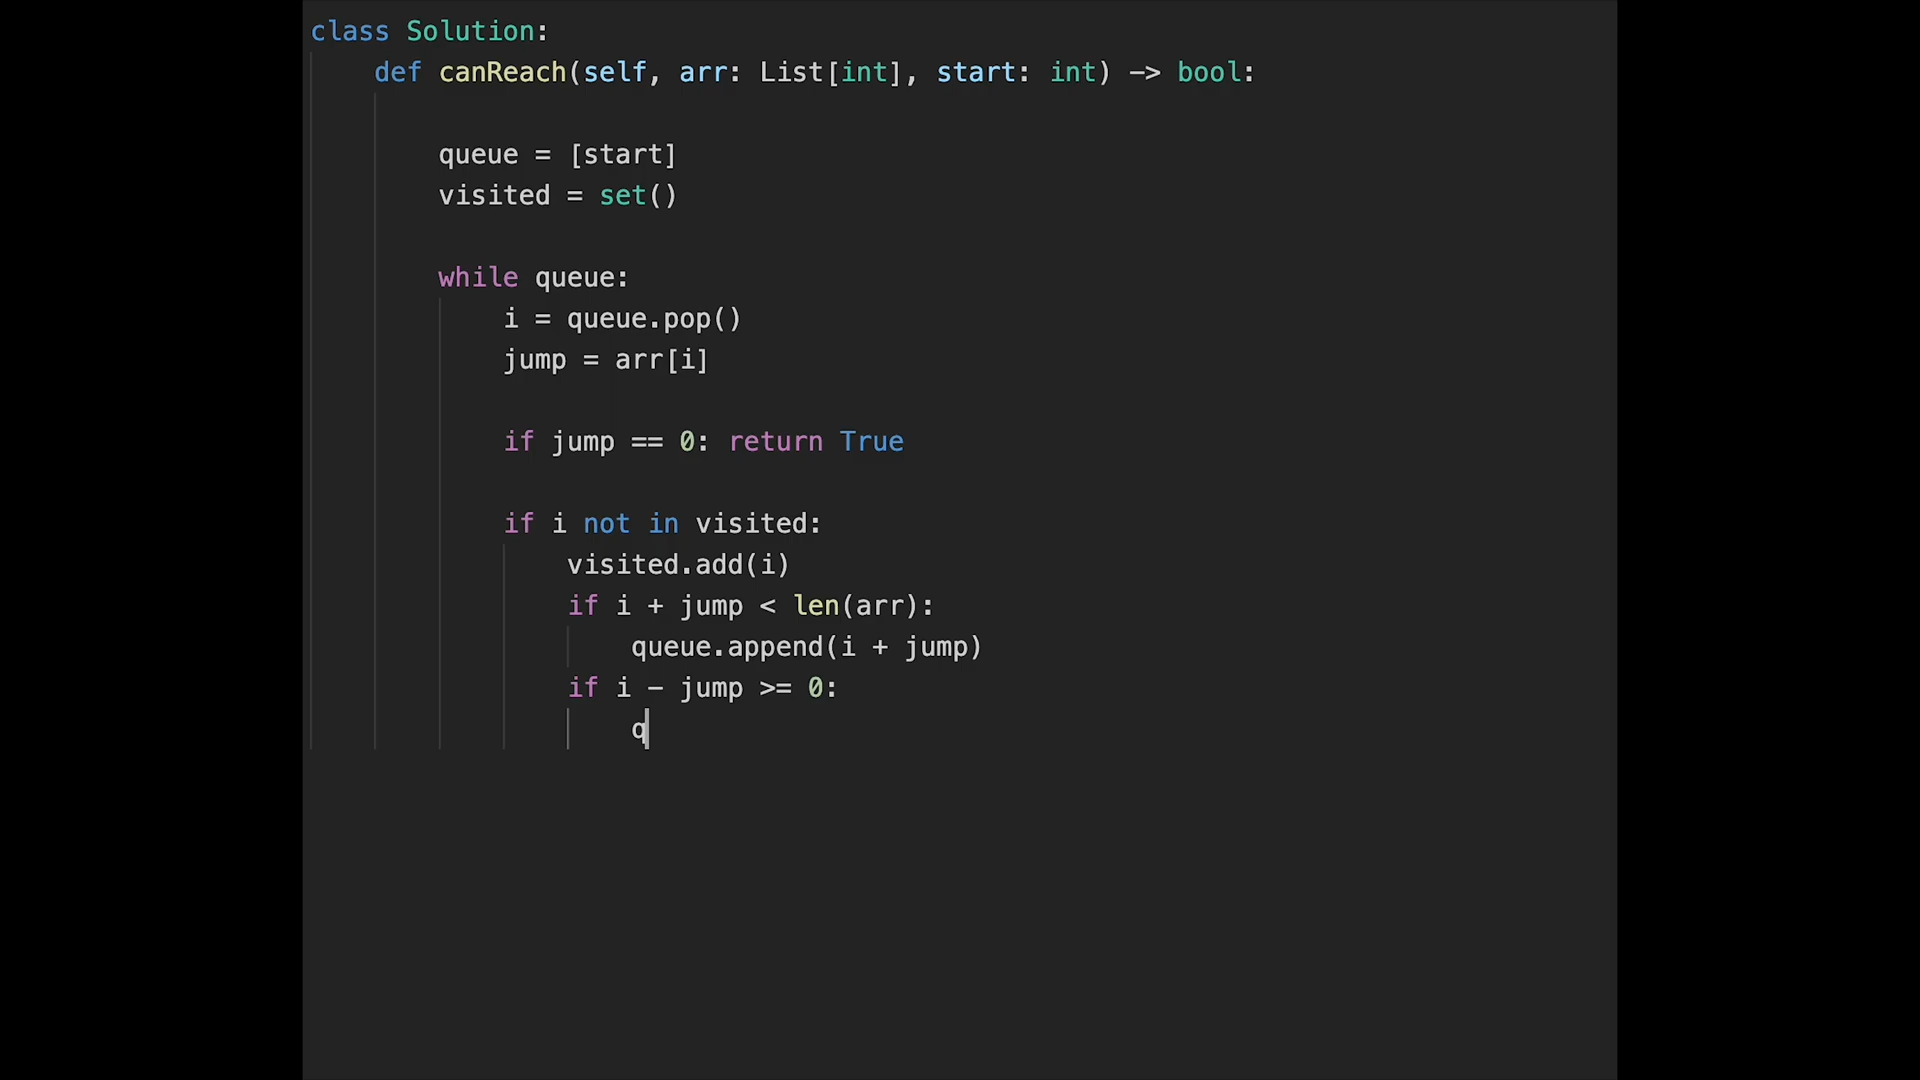 class Solution:
    def canReach(self, arr: List[int], start: int) -> bool:
        queue = [start]
        visited = set()
        while queue:
            i = queue.pop()
            jump = arr[i]
            if jump == 0: return True
            if i not in visited:
                visited.add(i)
                if i + jump < len(arr):
                    queue.append(i + jump)
                if i - jump >= 0:
                    q